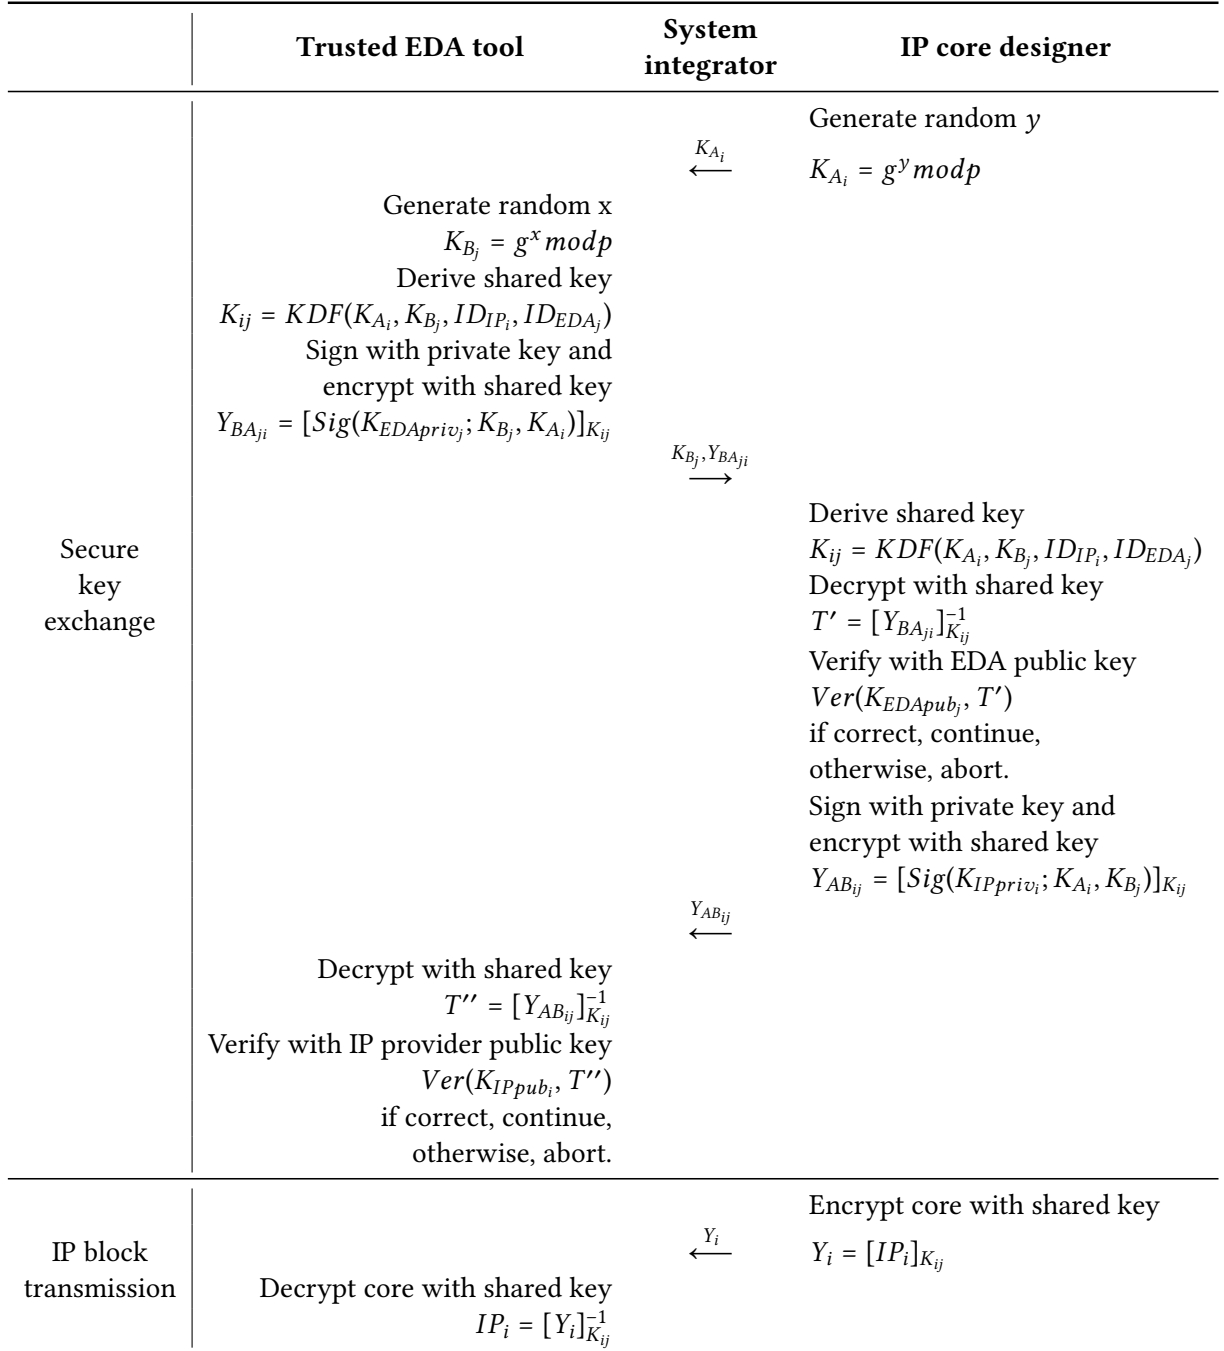 Trusted EDA tool
System
integrator
IP core designer
Secure
key
exchange
Generate random y
K_{A_i} = g^y mod p
K_{A_i}
←
Generate random x
K_{B_j} = g^x mod p
Derive shared key
K_{ij} = KDF(K_{A_i}, K_{B_j}, ID_{IP_i}, ID_{EDA_j})
Sign with private key and
encrypt with shared key
Y_{BA_{ji}} = [Sig(K_{EDApriv_j}; K_{B_j}, K_{A_i})]_{K_{ij}}
K_{B_j}, Y_{BA_{ji}}
→
Derive shared key
K_{ij} = KDF(K_{A_i}, K_{B_j}, ID_{IP_i}, ID_{EDA_j})
Decrypt with shared key
T′ = [Y_{BA_{ji}}]^{−1}_{K_{ij}}
Verify with EDA public key
Ver(K_{EDApub_j}, T′)
if correct, continue,
otherwise, abort.
Sign with private key and
encrypt with shared key
Y_{AB_{ij}} = [Sig(K_{IPpriv_i}; K_{A_i}, K_{B_j})]_{K_{ij}}
Y_{AB_{ij}}
←
Decrypt with shared key
T′′ = [Y_{AB_{ij}}]^{−1}_{K_{ij}}
Verify with IP provider public key
Ver(K_{IPpub_i}, T′′)
if correct, continue,
otherwise, abort.
IP block
transmission
Encrypt core with shared key
Y_i = [IP_i]_{K_{ij}}
Y_i
←
Decrypt core with shared key
IP_i = [Y_i]^{−1}_{K_{ij}}